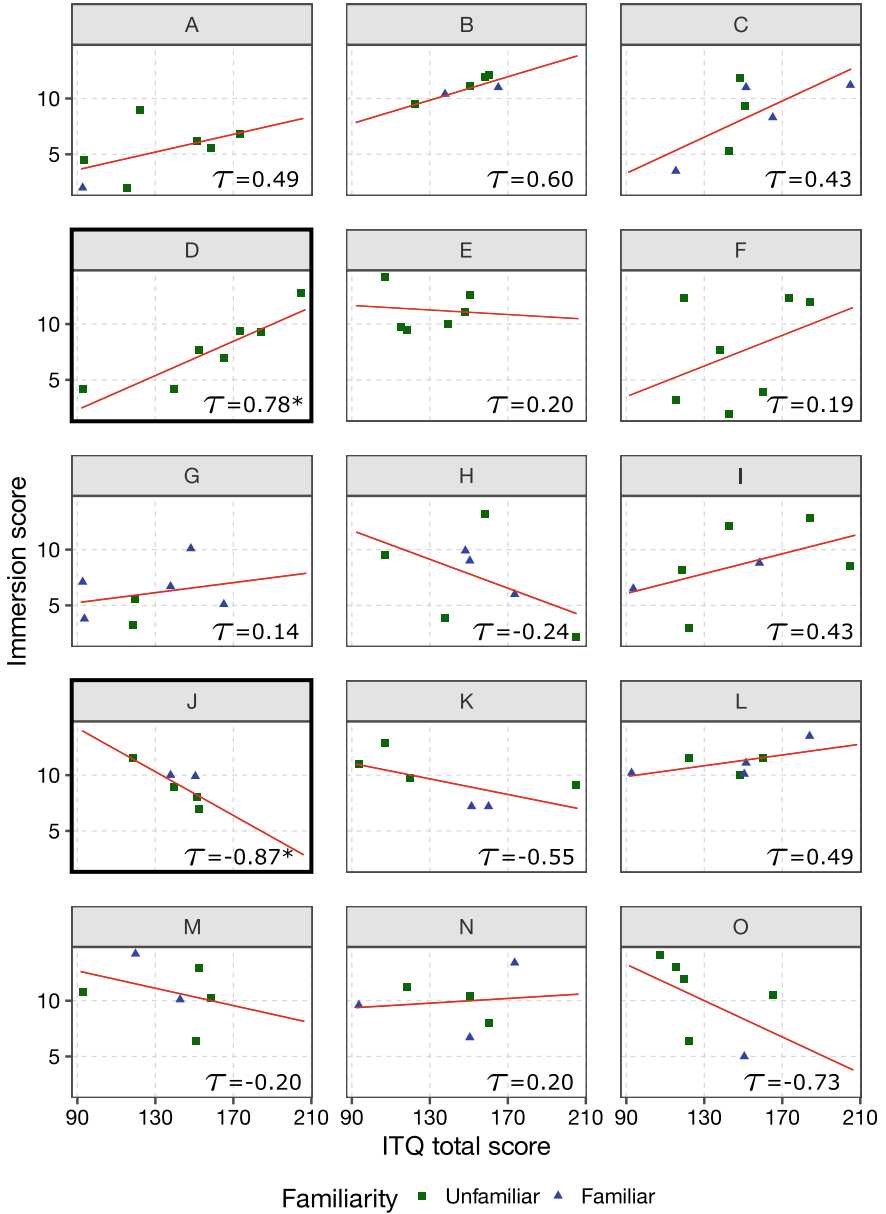 A B C
10
5
τ=0.49 τ=0.60 τ=0.43
D E F
10
5
τ=0.78* τ=0.20 τ=0.19
G H I
10
5
τ=0.14 τ=-0.24 τ=0.43
J K L
10
5
τ=-0.87* τ=-0.55 τ=0.49
M N O
10
5
τ=-0.20 τ=0.20 τ=-0.73
90 130 170 210 90 130 170 210 90 130 170 210
Immersion score
ITQ total score
Familiarity Unfamiliar Familiar